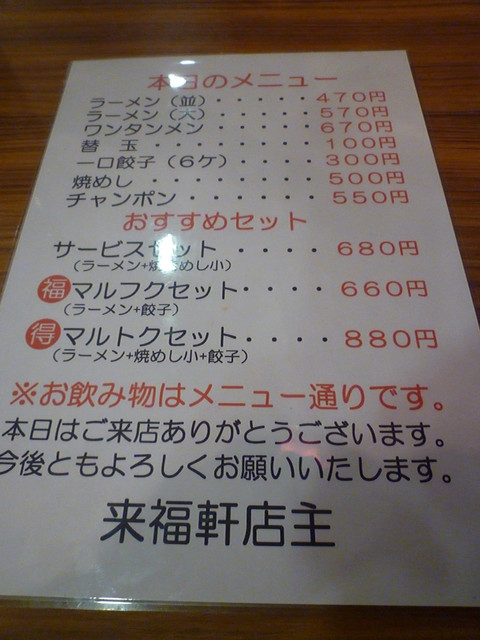 本日のメニュー
ラーメン（並）・・・・・４７０円
ラーメン（大）・・・・・５７０円
ワンタンメン・・・・・・６７０円
替　玉・・・・・・・・・１００円
一口餃子（６ケ）・・・・３００円
焼めし・・・・・・・・５００円
チャンポン・・・・・・５５０円
おすすめセット
サービスセット・・・・６８０円
（ラーメン+焼めし小）
福マルフクセット・・・・６６０円
（ラーメン+餃子）
得マルトクセット・・・・８８０円
（ラーメン+焼めし小+餃子）
※お飲み物はメニュー通りです。
本日はご来店ありがとうございます。
今後ともよろしくお願いいたします。
来福軒店主